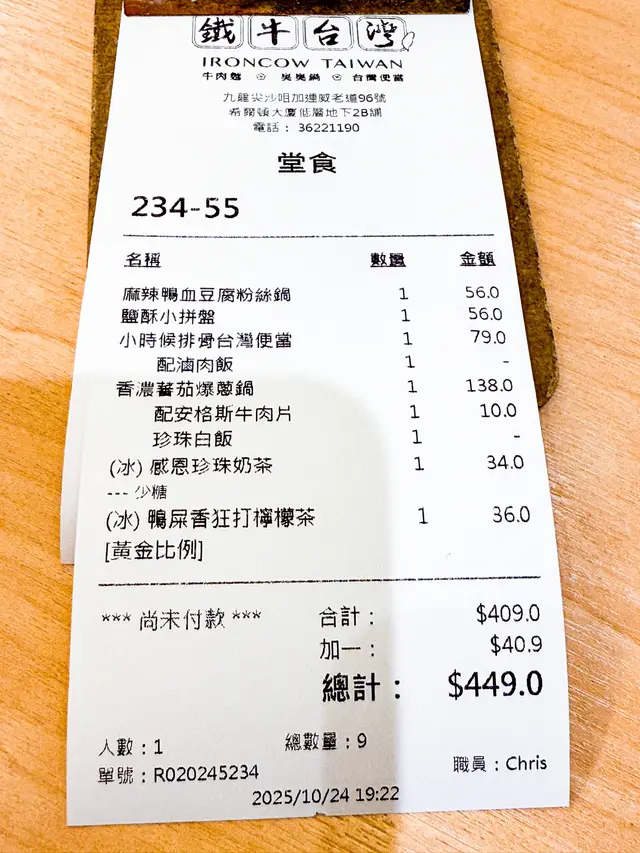 鐵牛台灣
IRONCOW TAIWAN
牛肉麵 臭臭鍋 台灣便當
九龍尖沙咀加連威老道96號
希爾頓大廈低層地下2B舖
電話： 36221190
堂食
234-55
名稱 數量 金額
麻辣鴨血豆腐粉絲鍋 1 56.0
鹽酥小拼盤 1 56.0
小時候排骨台灣便當 1 79.0
配滷肉飯 1 -
香濃蕃茄爆蔥鍋 1 138.0
配安格斯牛肉片 1 10.0
珍珠白飯 1 -
(冰) 感恩珍珠奶茶 1 34.0
--- 少糖
(冰) 鴨屎香狂打檸檬茶 1 36.0
[黃金比例]
*** 尚未付款 *** 合計： $409.0
加一： $40.9
總計： $449.0
人數：1 總數量：9
單號：R020245234 職員：Chris
2025/10/24 19:22